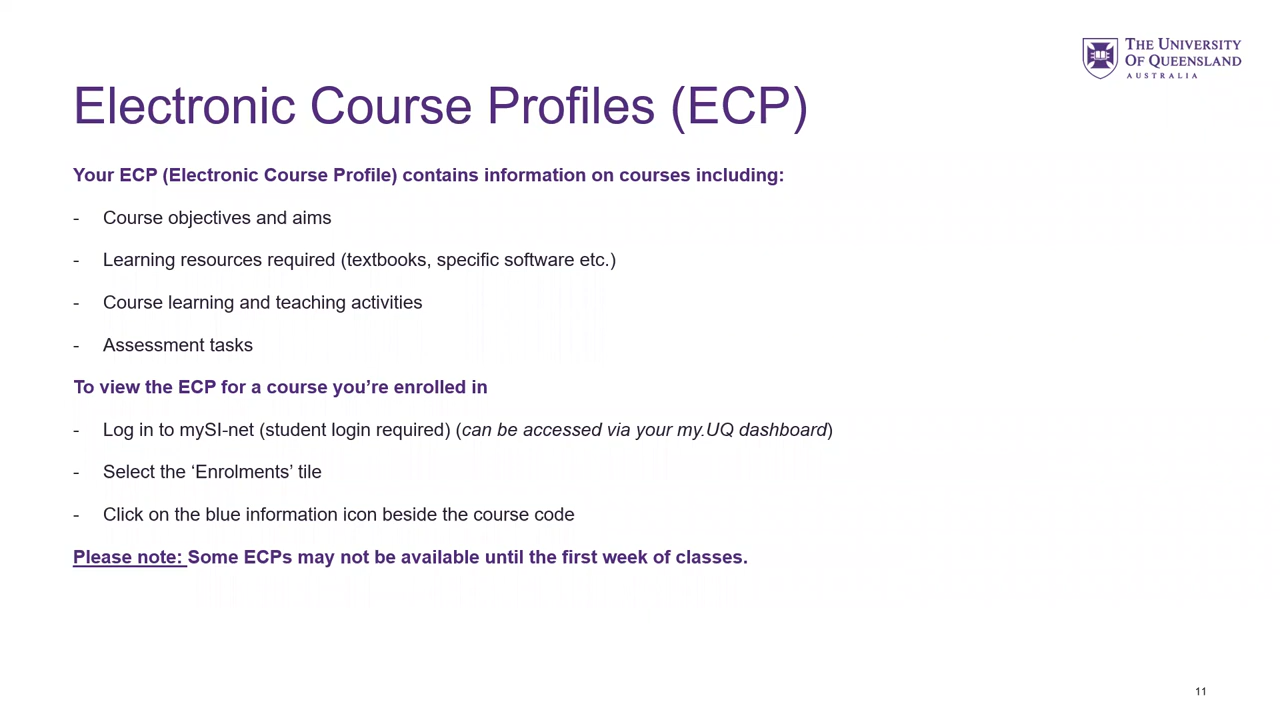 THE UNIVERSITY
OF QUEENSLAND
AUSTRALIA
Electronic Course Profiles (ECP)
Your ECP (Electronic Course Profile) contains information on courses including:
- Course objectives and aims
- Learning resources required (textbooks, specific software etc.)
- Course learning and teaching activities
- Assessment tasks
To view the ECP for a course you’re enrolled in
- Log in to mySI-net (student login required) (can be accessed via your my.UQ dashboard)
- Select the ‘Enrolments’ tile
- Click on the blue information icon beside the course code
Please note: Some ECPs may not be available until the first week of classes.
11